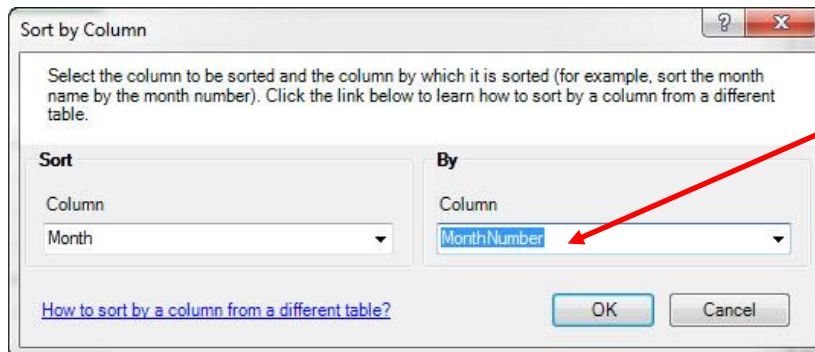 Sort by Column
Select the column to be sorted and the column by which it is sorted (for example, sort the month
name by the month number). Click the link below to learn how to sort by a column from a different
table.
Sort
By
Column
Column
Month
MonthNumber
How to sort by a column from a different table?
OK
Cancel